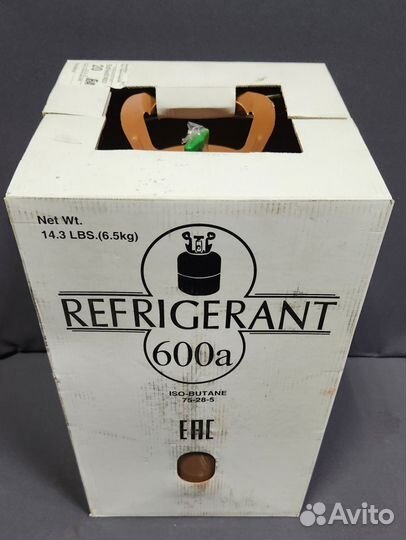 Net Wt.
14.3 LBS.(6.5kg)
REFRIGERANT
600a
ISO-BUTANE
75-28-5
EAC
Avito